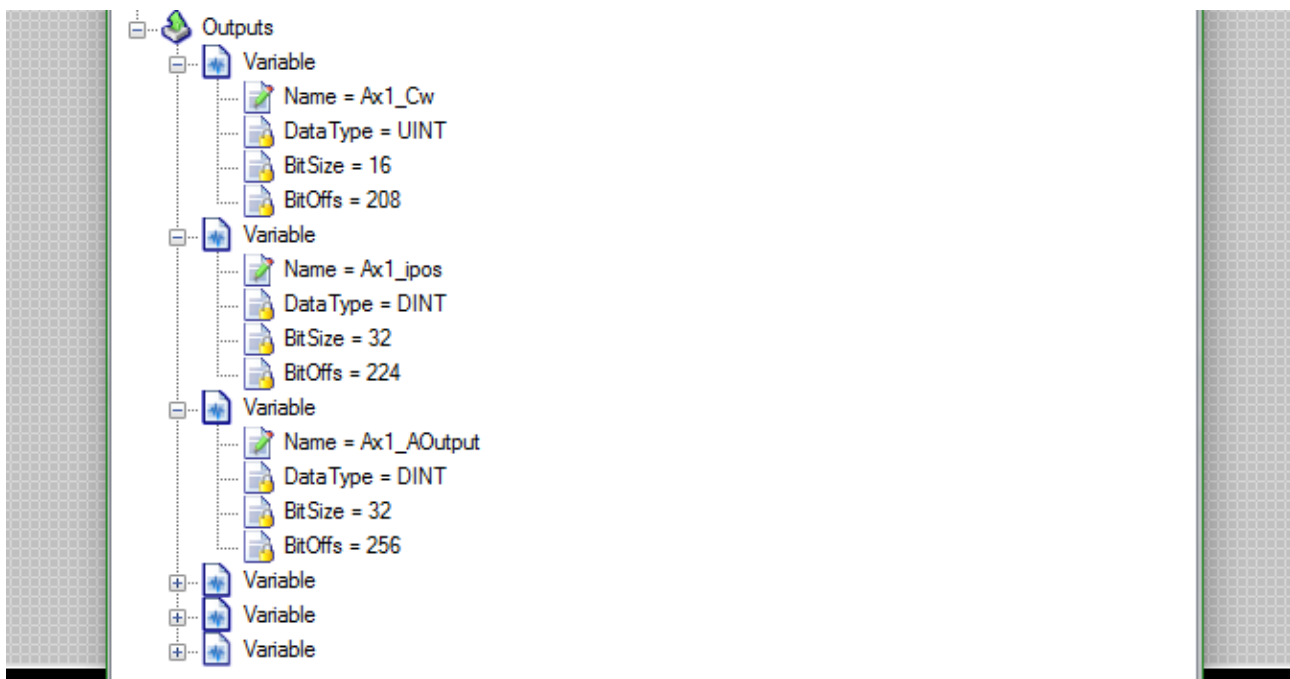 Outputs
Variable
Name = Ax1_Cw
DataType = UINT
BitSize = 16
BitOffs = 208
Variable
Name = Ax1_ipos
DataType = DINT
BitSize = 32
BitOffs = 224
Variable
Name = Ax1_AOutput
DataType = DINT
BitSize = 32
BitOffs = 256
Variable
Variable
Variable